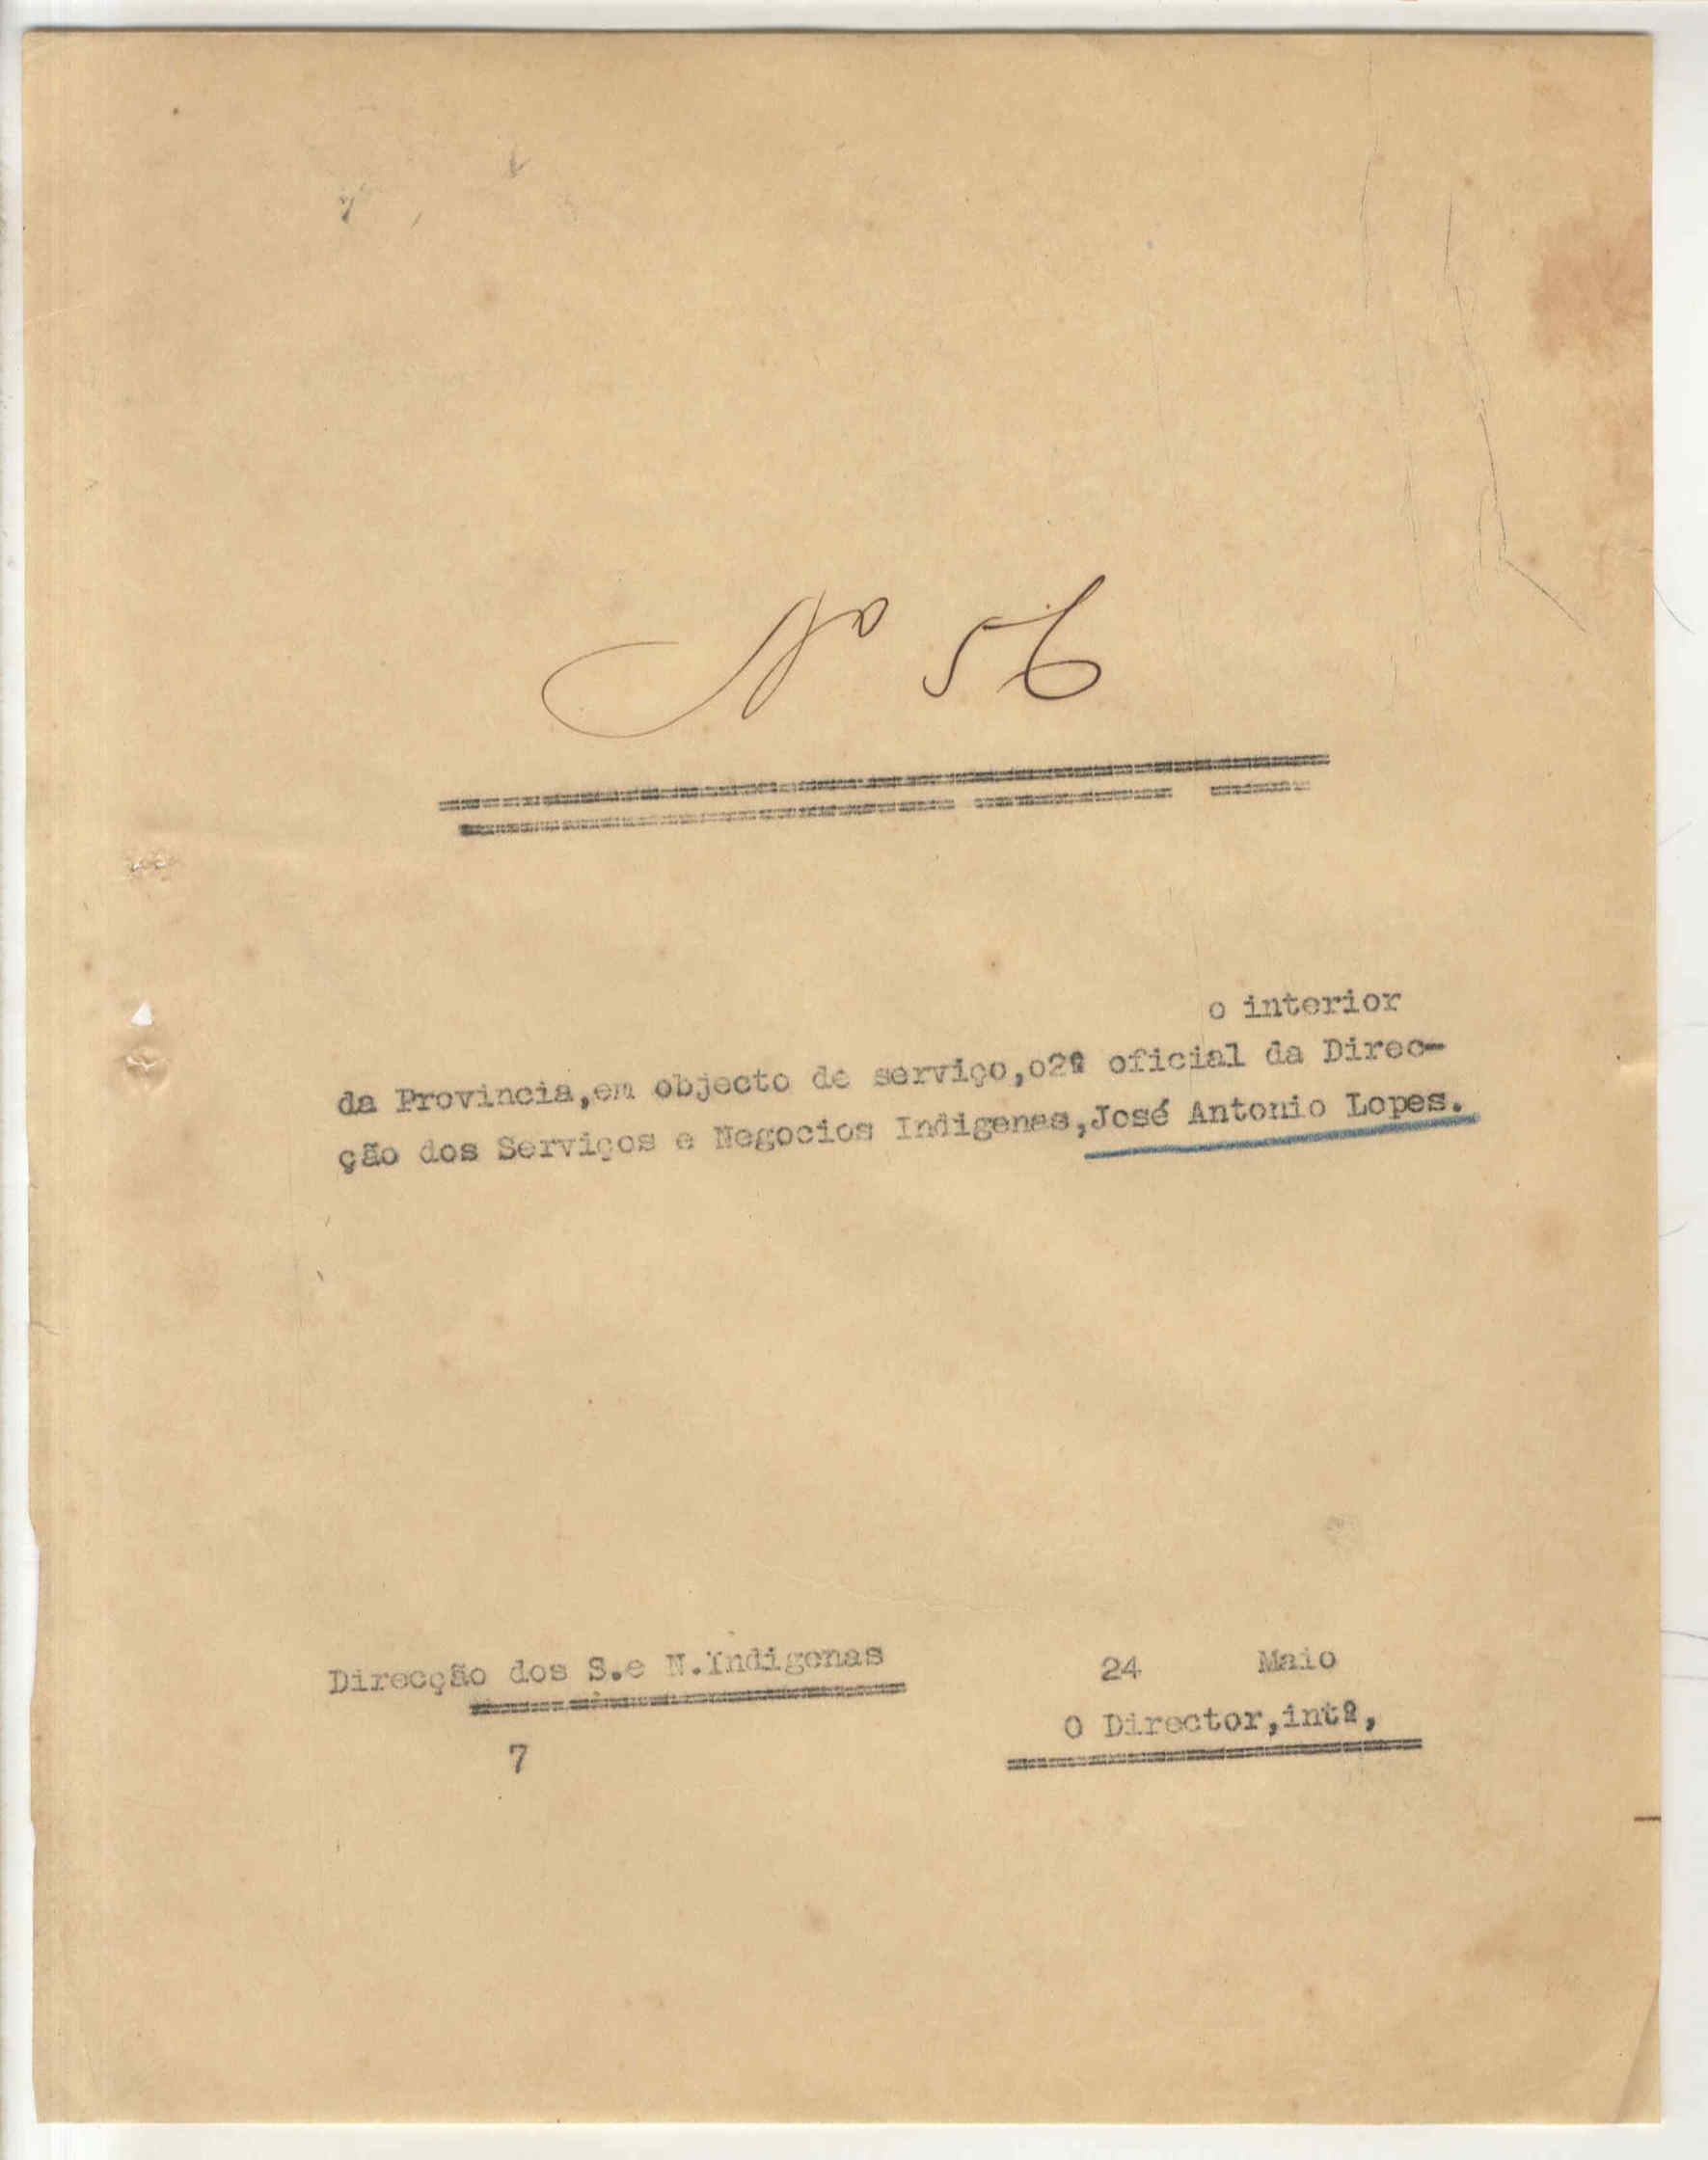 Nº 56
o interior
da Provincia,em objecto de serviço,o2º oficial da Direc-
ção dos Serviços e Negocios Indigenas,José Antonio Lopes.
Direcção dos S.e N.Indigenas
24 Maio
O Director,intº,
7